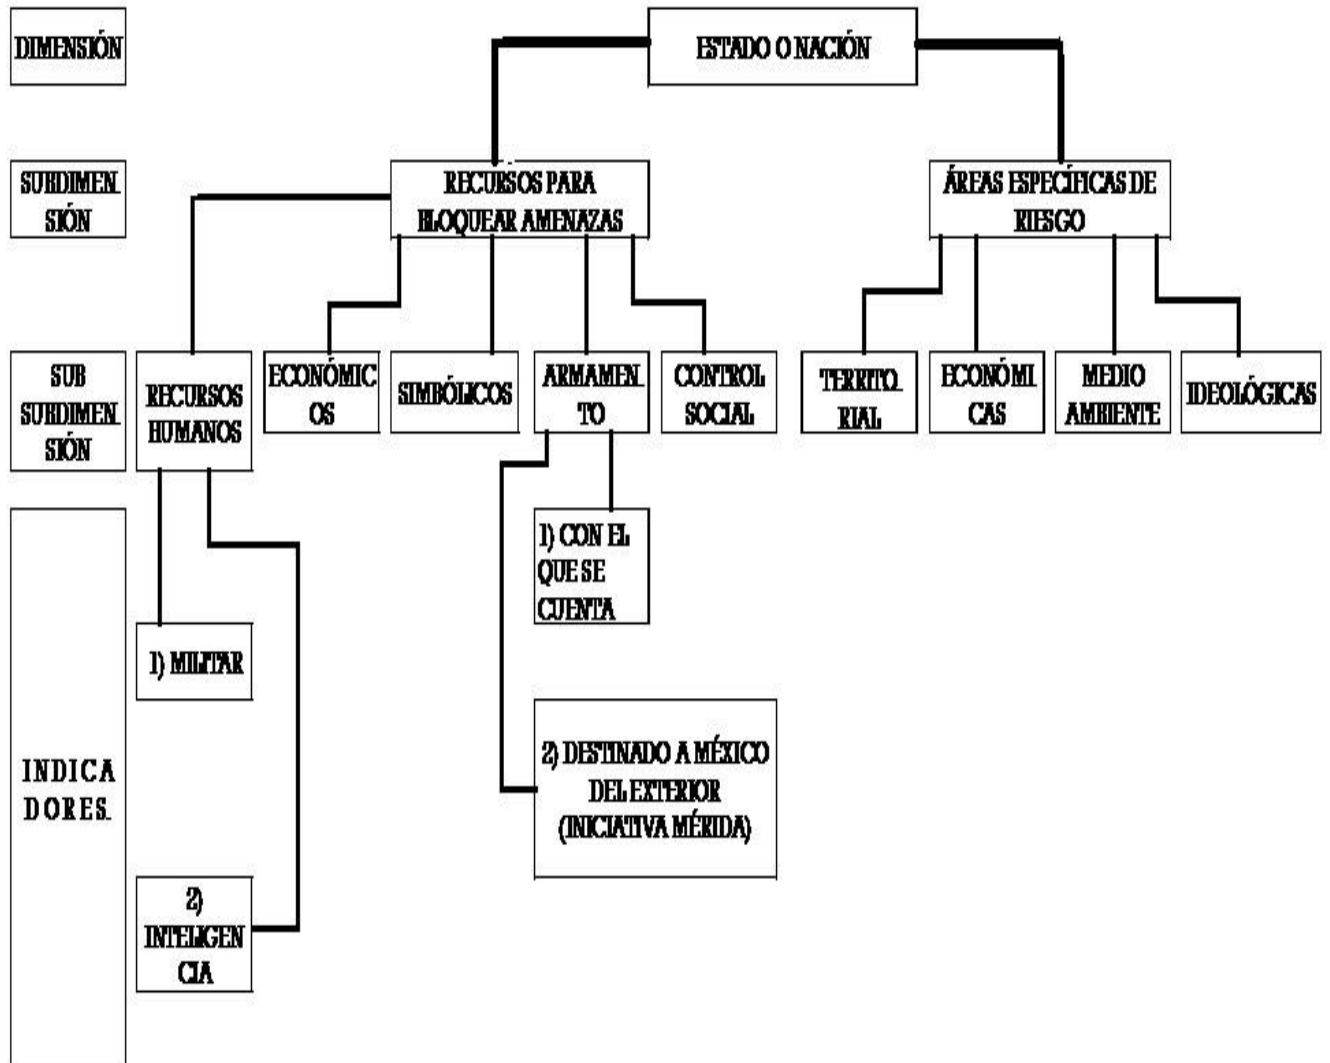 DIMENSIÓN
ESTADO O NACIÓN
SUBDIMEN
SIÓN
RECURSOS PARA
BLOQUEAR AMENAZAS
ÁREAS ESPECÍFICAS DE
RIESGO
SUB
SUBDIMEN
SIÓN
RECURSOS
HUMANOS
ECONÓMIC
OS
SIMBÓLICOS
ARMAMEN
TO
CONTROL
SOCIAL
TERRITO
RIAL
ECONÓMI
CAS
MEDIO
AMBIENTE
IDEOLÓGICAS
INDICA
DORES.
1) CON EL
QUE SE
CUENTA
1) MILITAR
2) DESTINADO A MÉXICO
DEL EXTERIOR
(INICIATIVA MÉRIDA)
2)
INTELIGEN
CIA